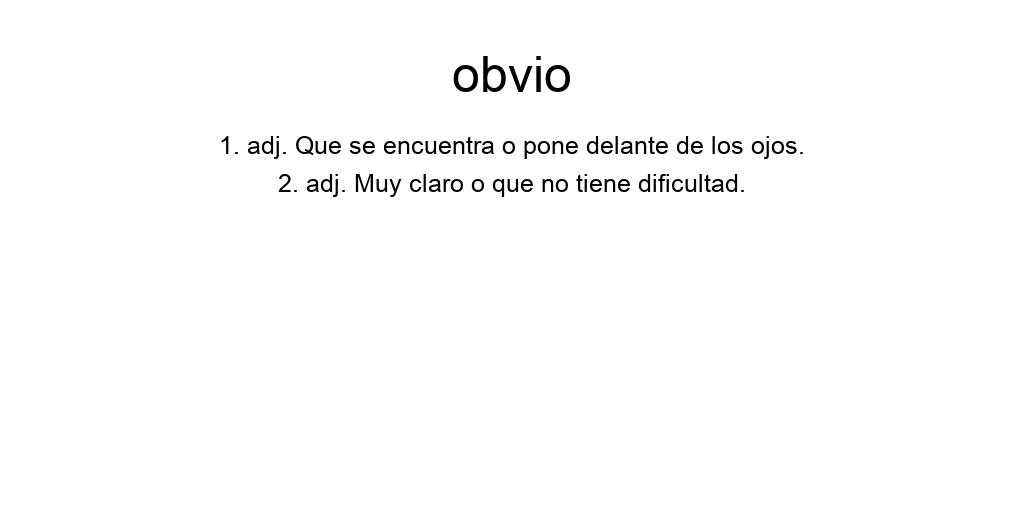 obvio
1. adj. Que se encuentra o pone delante de los ojos.
2. adj. Muy claro o que no tiene dificultad.